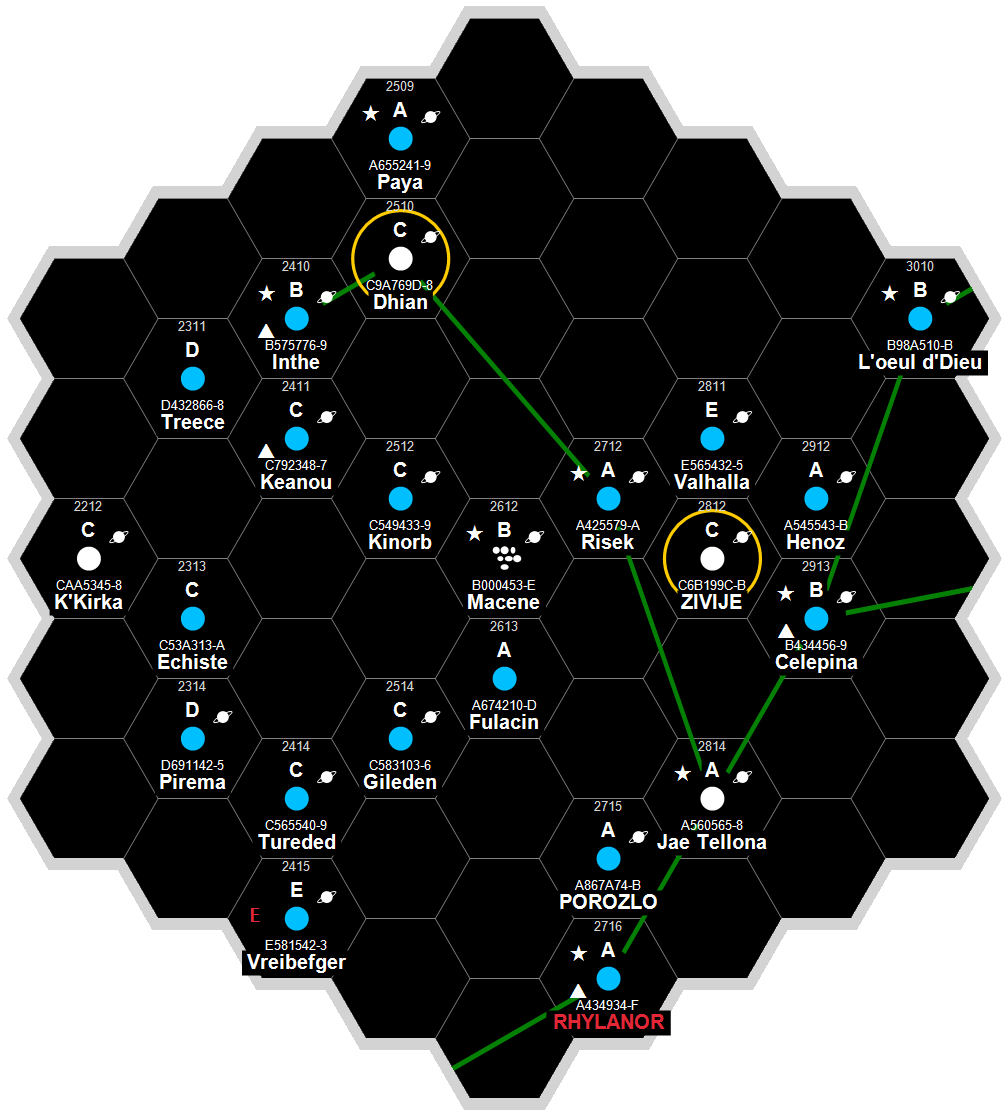 2509
A
A655241-9
Paya
2510
C
C9A769D-8
Dhian
2410
B
B575776-9
Inthe
3010
B
B98A510-B
L'oeul d'Dieu
2311
D
D432866-8
Treece
2411
C
C792348-7
Keanou
2811
E
E565432-5
Valhalla
2512
C
C549433-9
Kinorb
2712
A
A425579-A
Risek
2912
A
A545543-B
Henoz
2212
C
CAA5345-8
K'Kirka
2612
B
B000453-E
Macene
2812
C
C6B199C-B
ZIVIJE
2313
C
C53A313-A
Echiste
2913
B
B434456-9
Celepina
2613
A
A674210-D
Fulacin
2314
D
D691142-5
Pirema
2514
C
C583103-6
Gileden
2414
C
C565540-9
Tureded
2814
A
A560565-8
Jae Tellona
2715
A
A867A74-B
POROZLO
2415
E
E
E581542-3
Vreibefger
2716
A
A434934-F
RHYLANOR